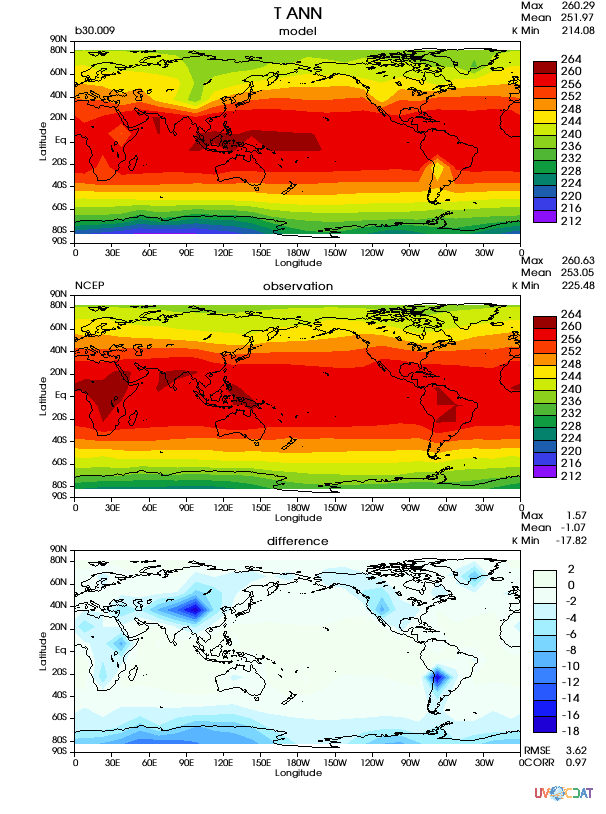 T ANN
Max 260.29
Mean 251.97
K Min 214.08
b30.009 model
90N
80N
60N
40N
20N
Eq
20S
40S
60S
80S
90S
Latitude
0 30E 60E 90E 120E 150E 180W 150W 120W 90W 60W 30W 0
Longitude
264
260
256
252
248
244
240
236
232
228
224
220
216
212
Max 260.63
Mean 253.05
K Min 225.48
NCEP observation
90N
80N
60N
40N
20N
Eq
20S
40S
60S
80S
90S
Latitude
0 30E 60E 90E 120E 150E 180W 150W 120W 90W 60W 30W 0
Longitude
264
260
256
252
248
244
240
236
232
228
224
220
216
212
Max 1.57
Mean -1.07
K Min -17.82
difference
90N
80N
60N
40N
20N
Eq
20S
40S
60S
80S
90S
Latitude
0 30E 60E 90E 120E 150E 180W 150W 120W 90W 60W 30W 0
Longitude
2
0
-2
-4
-6
-8
-10
-12
-14
-16
-18
RMSE 3.62
CORR 0.97
UV CDAT